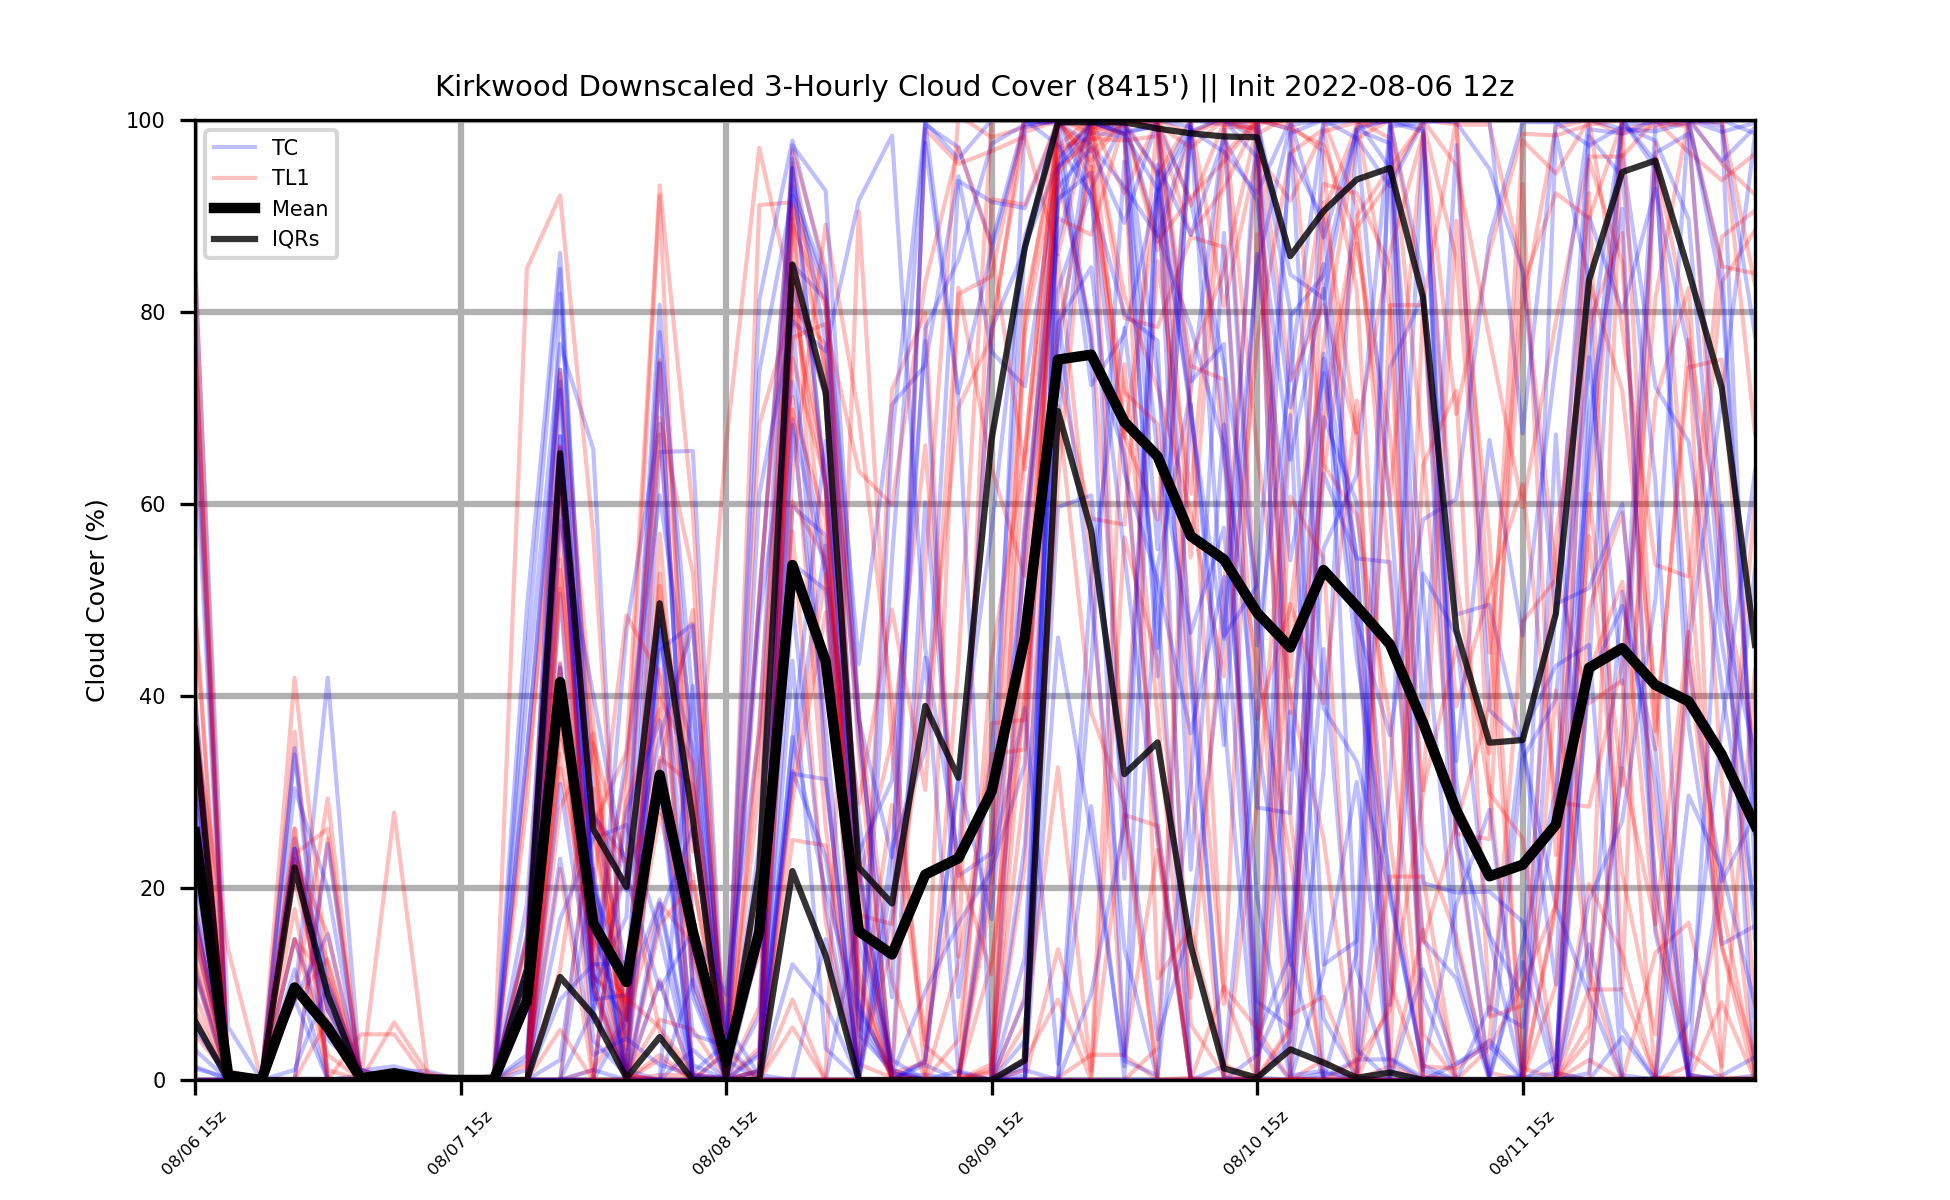 Kirkwood Downscaled 3-Hourly Cloud Cover (8415') || Init 2022-08-06 12z
Cloud Cover (%)
100
80
60
40
20
0
TC
TL1
Mean
IQRs
08/06 15z
08/07 15z
08/08 15z
08/09 15z
08/10 15z
08/11 15z